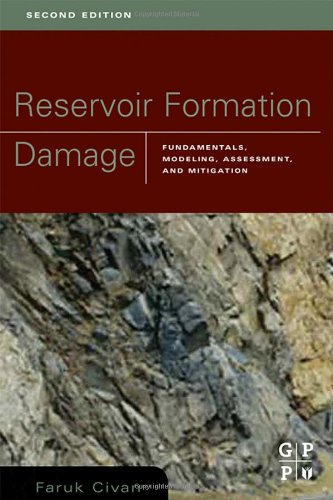 SECOND EDITION
Reservoir Formation
Damage
FUNDAMENTALS,
MODELING, ASSESSMENT,
AND MITIGATION
Faruk Civan
G P
P